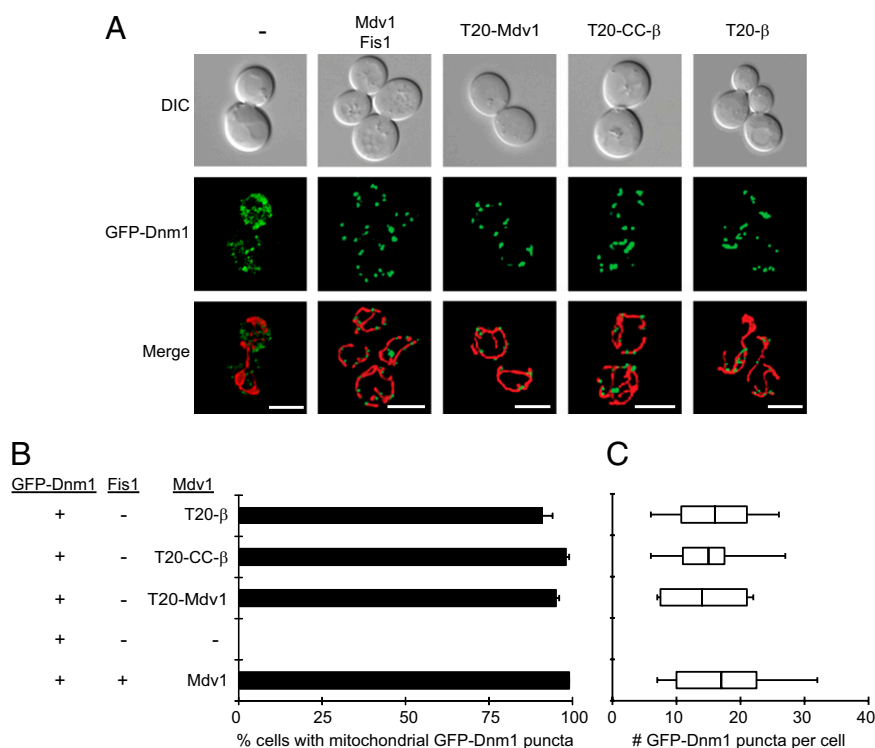 A
-
Mdv1
Fis1
T20-Mdv1
T20-CC-β
T20-β
DIC
GFP-Dnm1
Merge
B
C
GFP-Dnm1 Fis1 Mdv1
+ - T20-β
+ - T20-CC-β
+ - T20-Mdv1
+ - -
+ + Mdv1
0 25 50 75 100
% cells with mitochondrial GFP-Dnm1 puncta
0 10 20 30 40
# GFP-Dnm1 puncta per cell